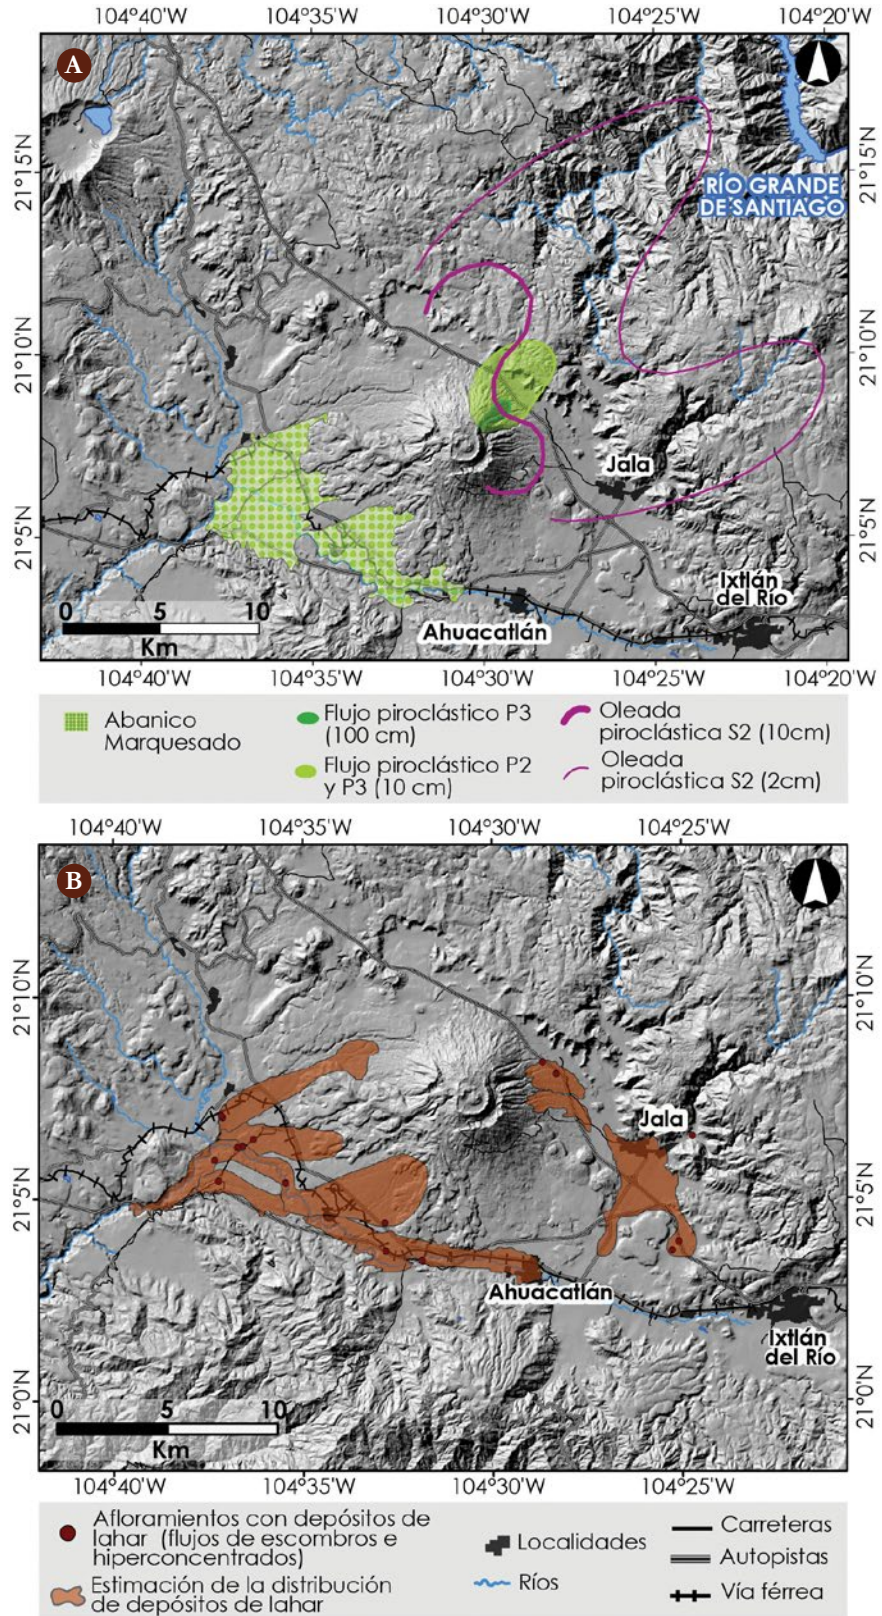 104°40'W 104°35'W 104°30'W 104°25'W 104°20'W
A
21°15'N
21°15'N
RÍO GRANDE
DE SANTIAGO
21°10'N
21°10'N
Jala
21°5'N
21°5'N
Ixtlán
del Río
0 5 10
Km
Ahuacatlán
104°40'W 104°35'W 104°30'W 104°25'W 104°20'W
Abanico
Marquesado
Flujo piroclástico P3
(100 cm)
Flujo piroclástico P2
y P3 (10 cm)
Oleada
piroclástica S2 (10cm)
Oleada
piroclástica S2 (2cm)
104°40'W 104°35'W 104°30'W 104°25'W
B
21°10'N
21°10'N
Jala
21°5'N
21°5'N
Ahuacatlán
Ixtlán
del Río
21°0'N
21°0'N
0 5 10
Km
104°40'W 104°35'W 104°30'W 104°25'W
Afloramientos con depósitos de
lahar (flujos de escombros e
hiperconcentrados)
Estimación de la distribución
de depósitos de lahar
Localidades
Ríos
Carreteras
Autopistas
Vía férrea